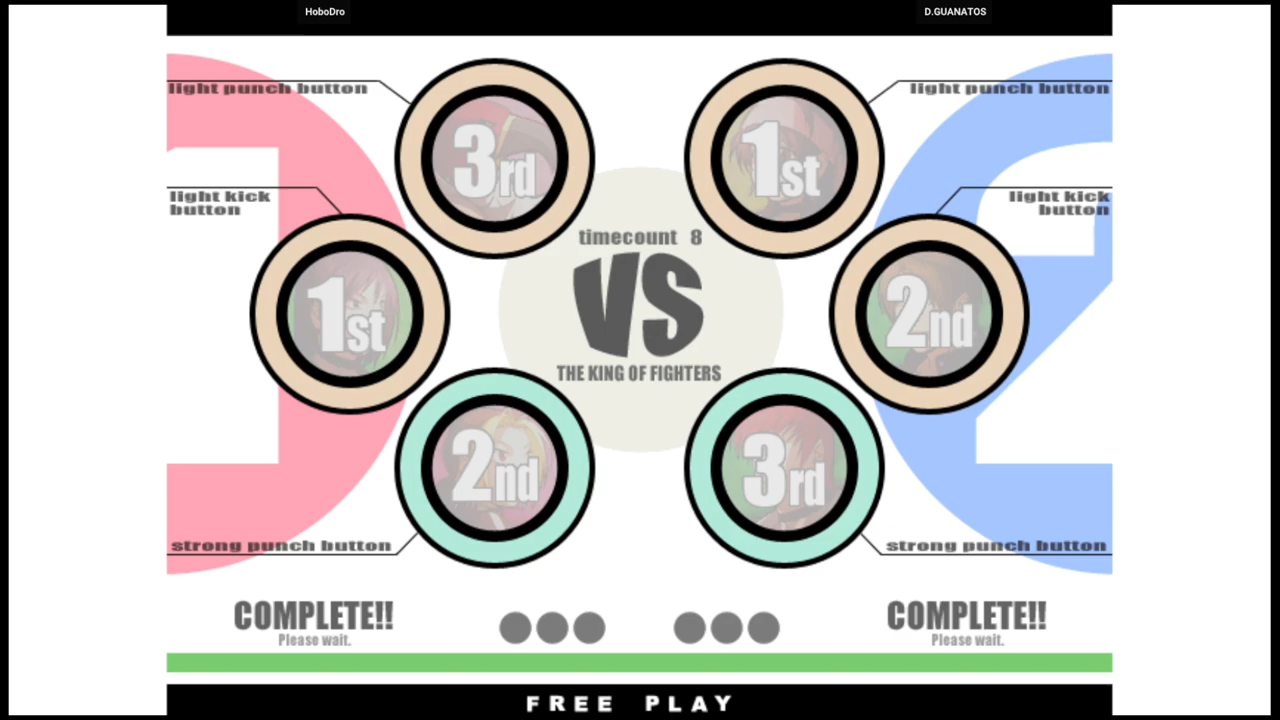 HoboDro
D.GUANATOS
light punch button
light punch button
3rd
1st
light kick
button
light kick
button
timecount 8
VS
THE KING OF FIGHTERS
1st
2nd
2nd
3rd
strong punch button
strong punch button
COMPLETE!!
Please wait.
COMPLETE!!
Please wait.
FREE PLAY